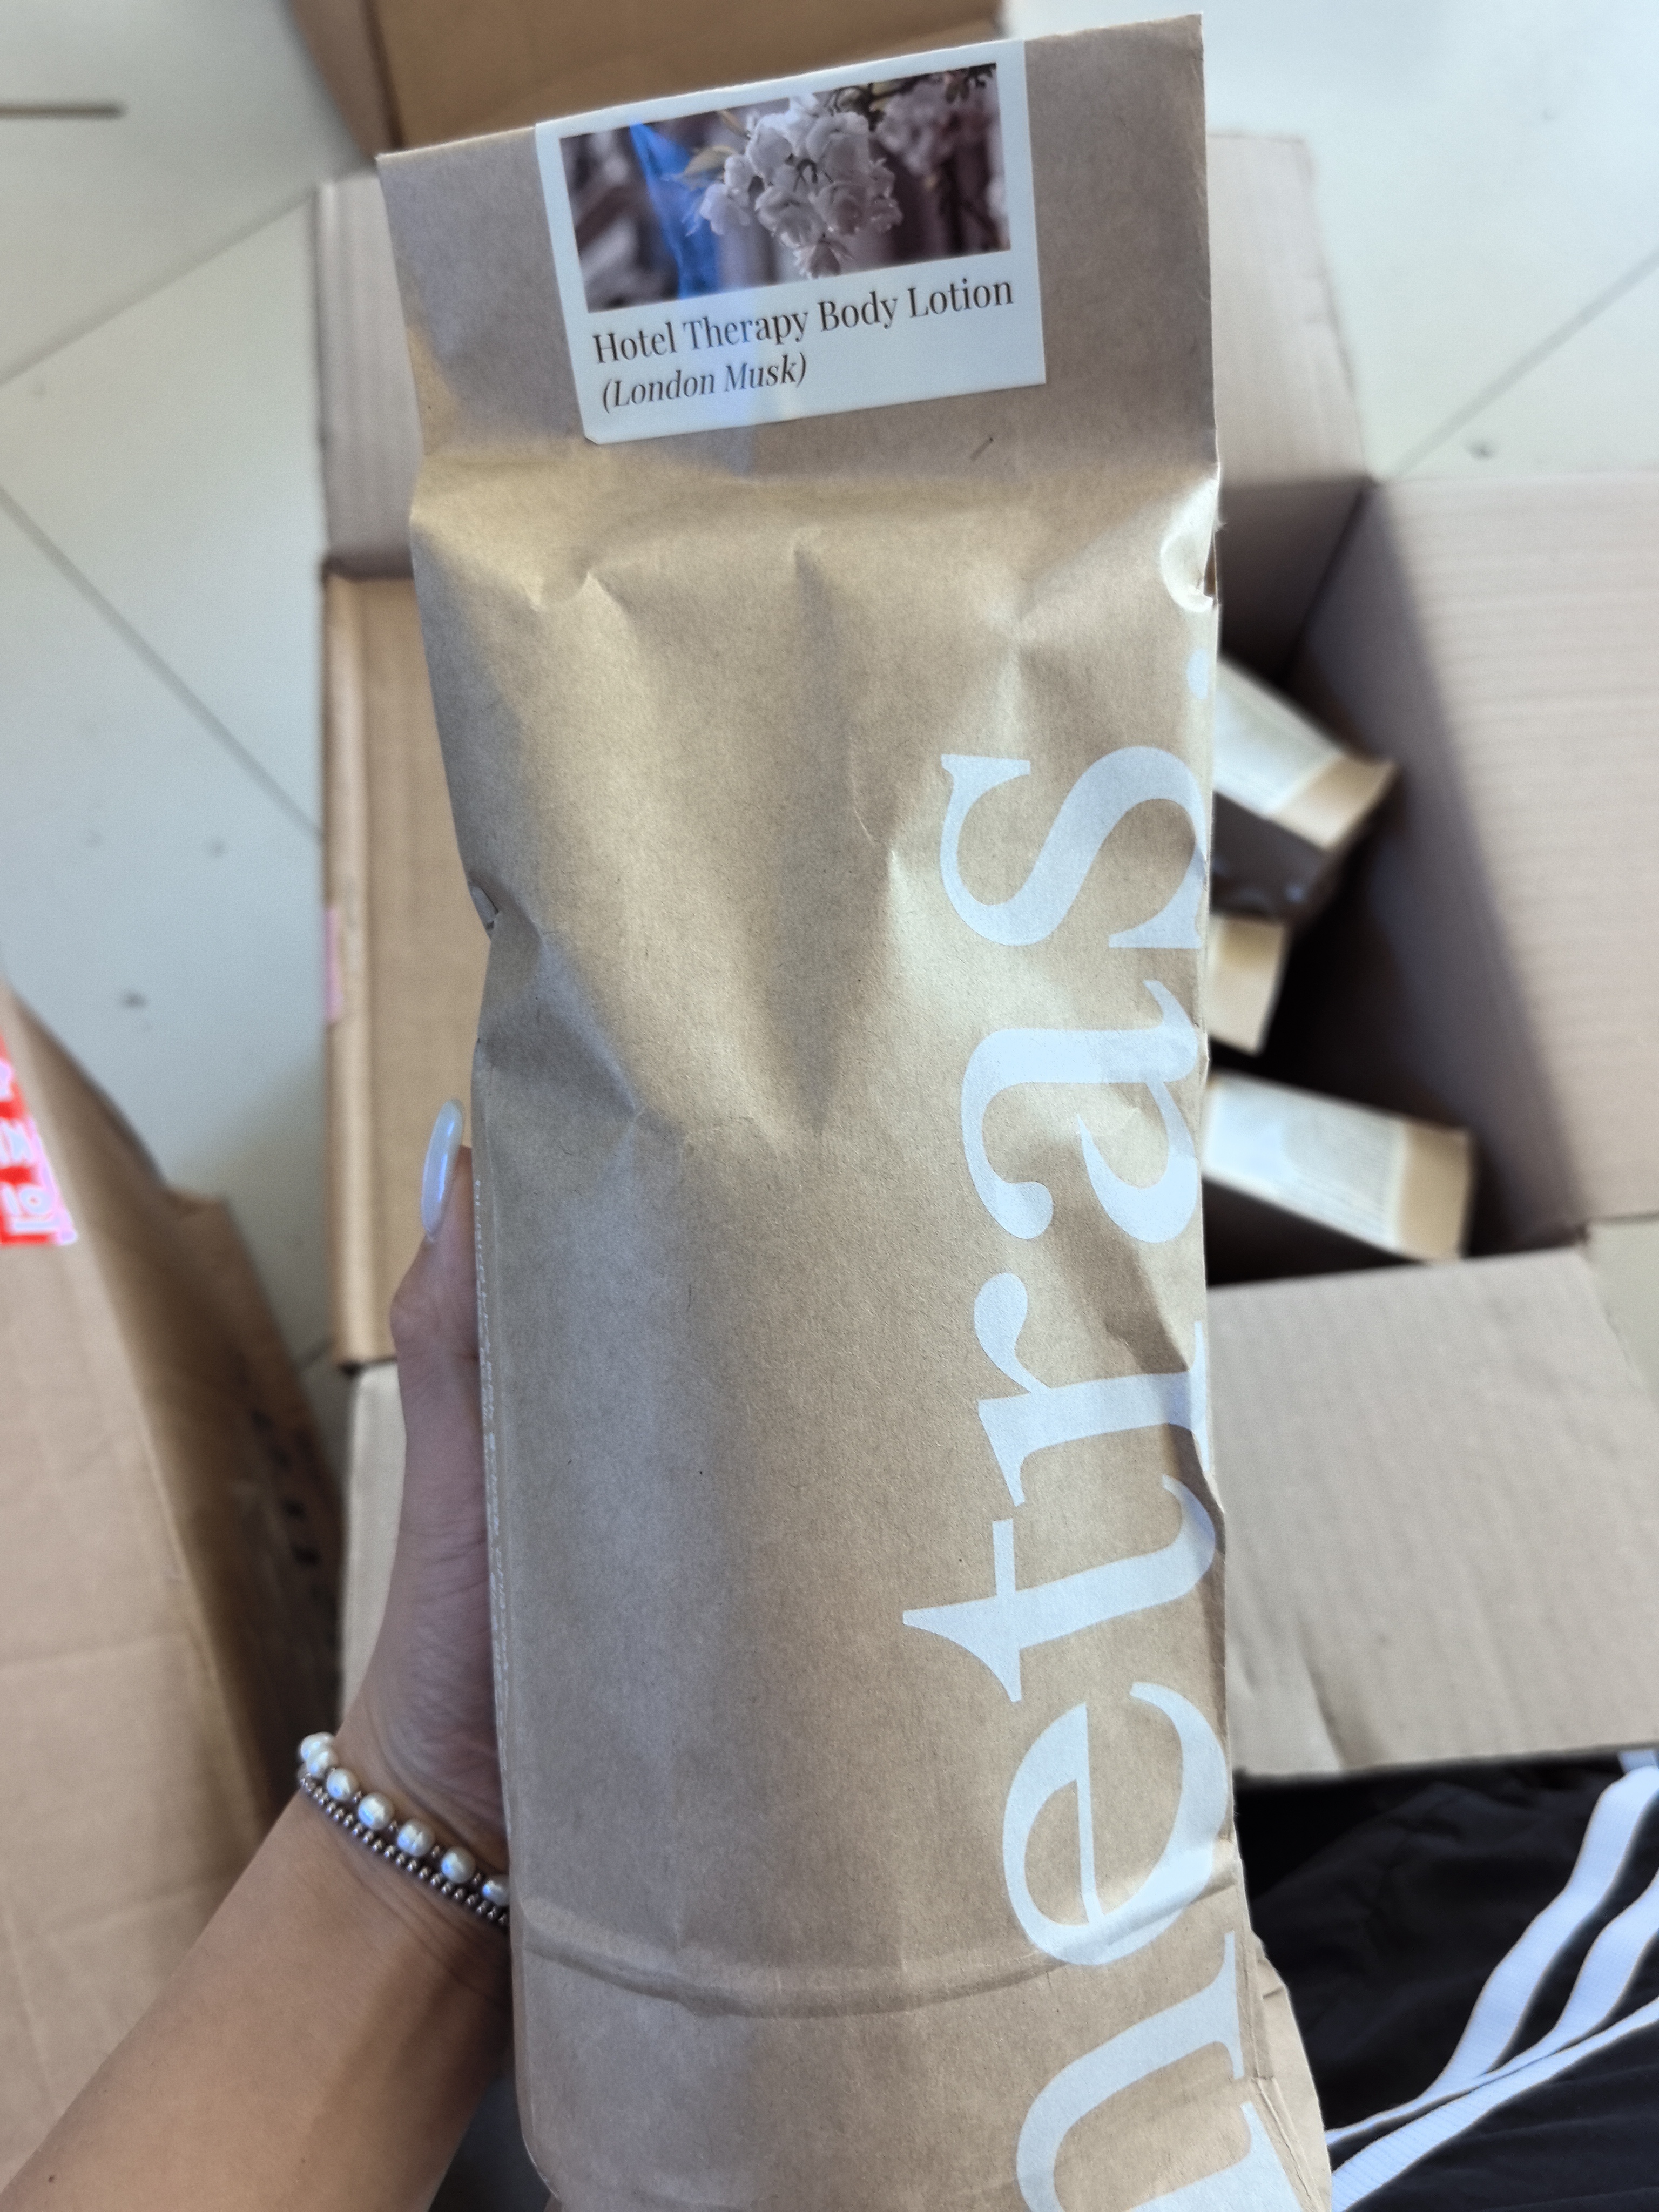 Hotel Therapy Body Lotion
(London Musk)
netras.